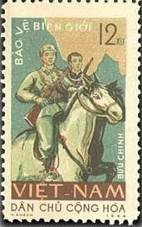 BẢO VỆ BIÊN GIỚI
12 XU
BƯU CHÍNH
VIỆT-NAM
DÂN CHỦ CỘNG HÒA